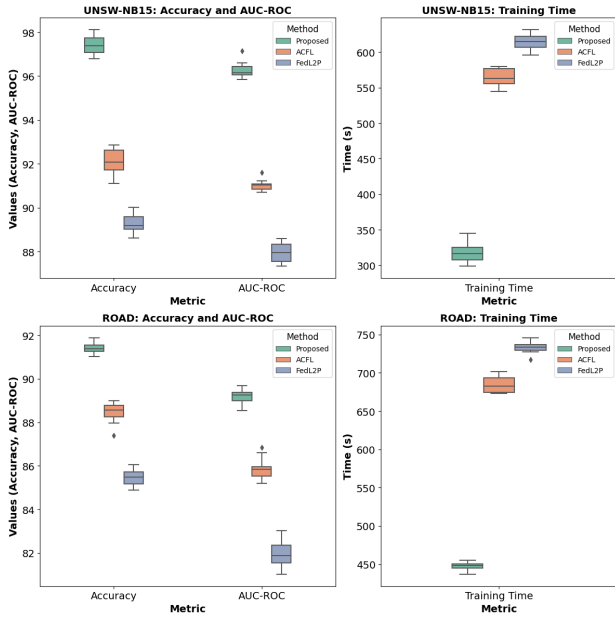 UNSW-NB15: Accuracy and AUC-ROC
Values (Accuracy, AUC-ROC)
98
96
94
92
90
88
Method
Proposed
ACFL
FedL2P
Accuracy
AUC-ROC
Metric
UNSW-NB15: Training Time
Time (s)
600
550
500
450
400
350
300
Method
Proposed
ACFL
FedL2P
Training Time
Metric
ROAD: Accuracy and AUC-ROC
Values (Accuracy, AUC-ROC)
92
90
88
86
84
82
Method
Proposed
ACFL
FedL2P
Accuracy
AUC-ROC
Metric
ROAD: Training Time
Time (s)
750
700
650
600
550
500
450
Method
Proposed
ACFL
FedL2P
Training Time
Metric